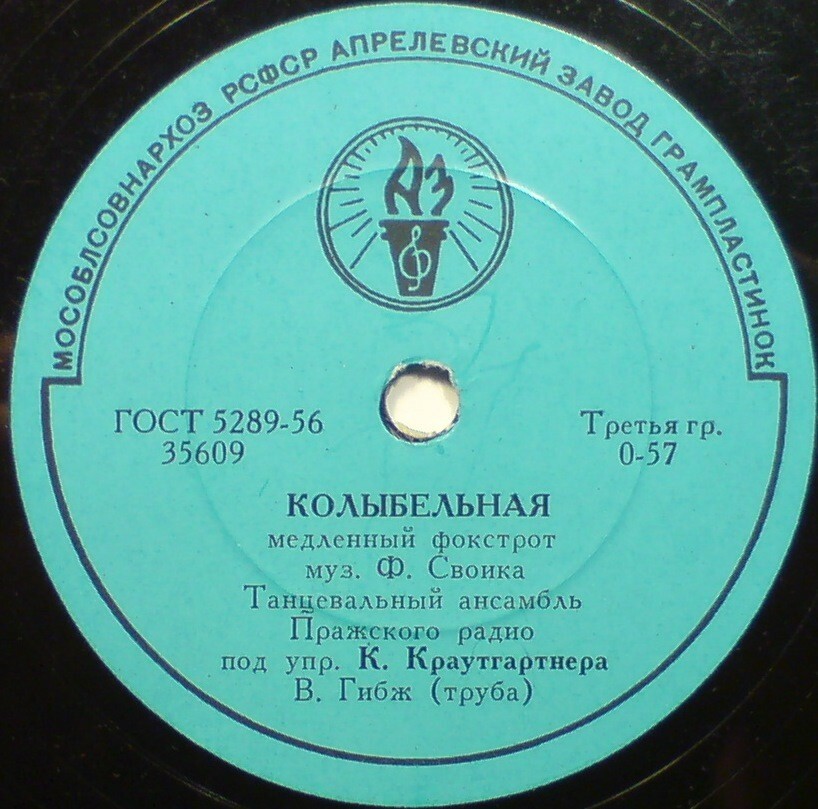 МОСОБЛСОВНАРХОЗ РСФСР АПРЕЛЕВСКИЙ ЗАВОД ГРАМПЛАСТИНОК
АЗ
ГОСТ 5289-56
35609
Третья гр.
0-57
КОЛЫБЕЛЬНАЯ
медленный фокстрот
муз. Ф. Своика
Танцевальный ансамбль
Пражского радио
под упр. К. Краутгартнера
В. Гибж (труба)